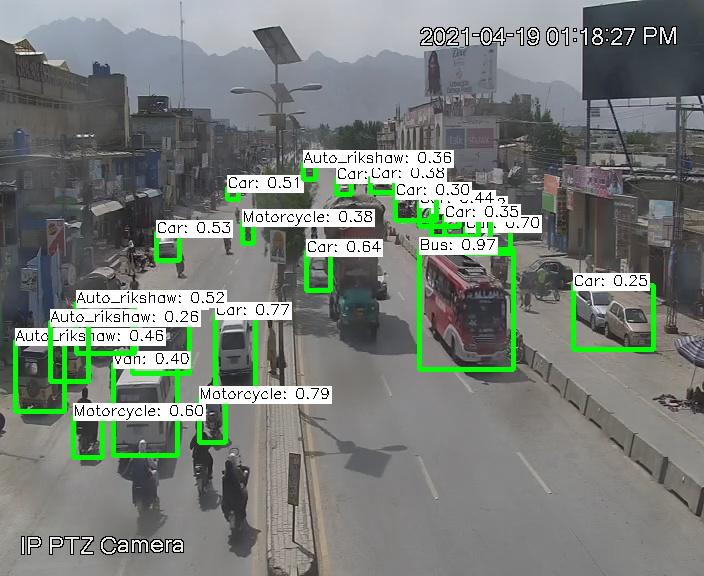 2021-04-19 01:18:27 PM
Auto_rikshaw: 0.36
Car: 0.38
Car: 0.51
Car: 0.30
0.44
Car: 0.35
Motorcycle: 0.38
0.70
Car: 0.53
Car: 0.64
Bus: 0.97
Car: 0.25
Auto_rikshaw: 0.52
Car: 0.77
Auto_rikshaw: 0.26
Auto_rikshaw: 0.46
Van: 0.40
Motorcycle: 0.79
Motorcycle: 0.60
IP PTZ Camera